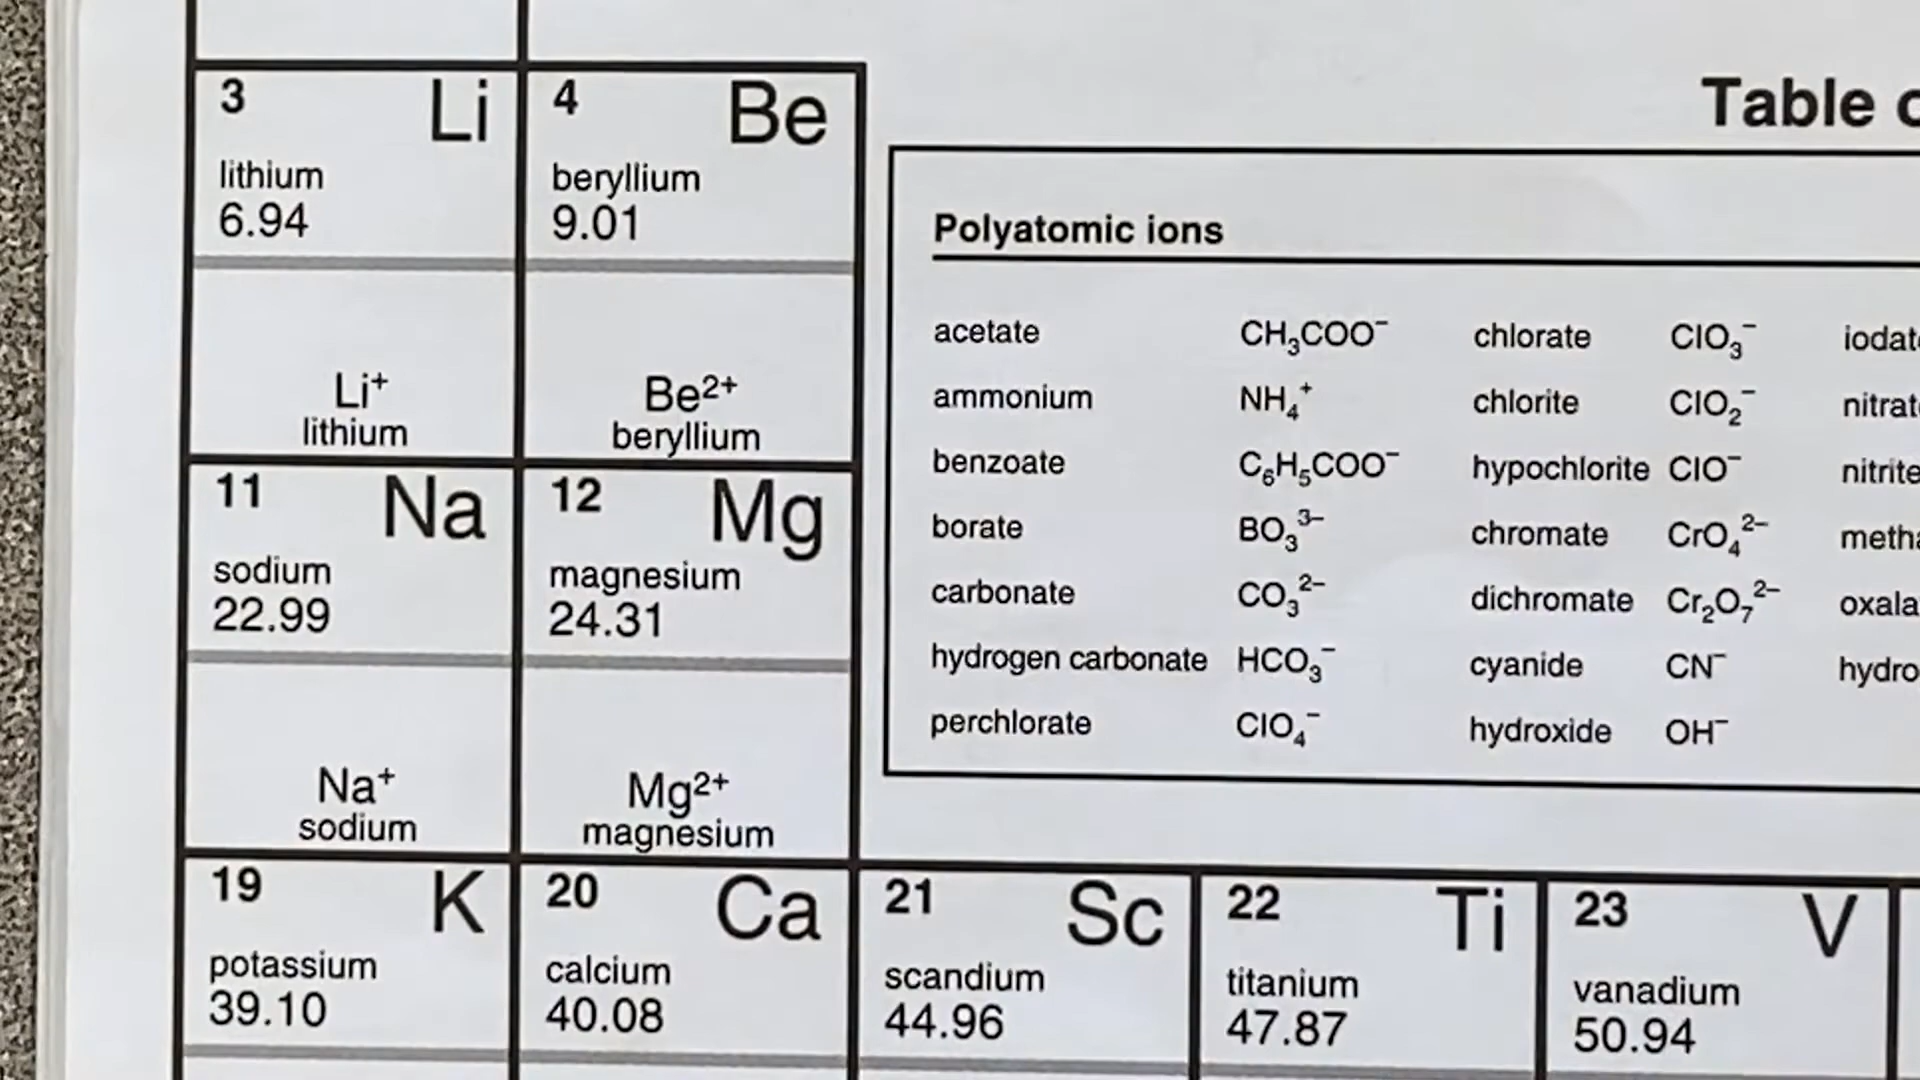 3 Li
lithium
6.94
Li⁺
lithium
4 Be
beryllium
9.01
Be²⁺
beryllium
Table
Polyatomic ions
acetate CH₃COO⁻ chlorate ClO₃⁻
ammonium NH₄⁺ chlorite ClO₂⁻
benzoate C₆H₅COO⁻ hypochlorite ClO⁻
borate BO₃³⁻ chromate CrO₄²⁻
carbonate CO₃²⁻ dichromate Cr₂O₇²⁻
hydrogen carbonate HCO₃⁻ cyanide CN⁻
perchlorate ClO₄⁻ hydroxide OH⁻
11 Na
sodium
22.99
Na⁺
sodium
12 Mg
magnesium
24.31
Mg²⁺
magnesium
19 K
potassium
39.10
20 Ca
calcium
40.08
21 Sc
scandium
44.96
22 Ti
titanium
47.87
23 V
vanadium
50.94